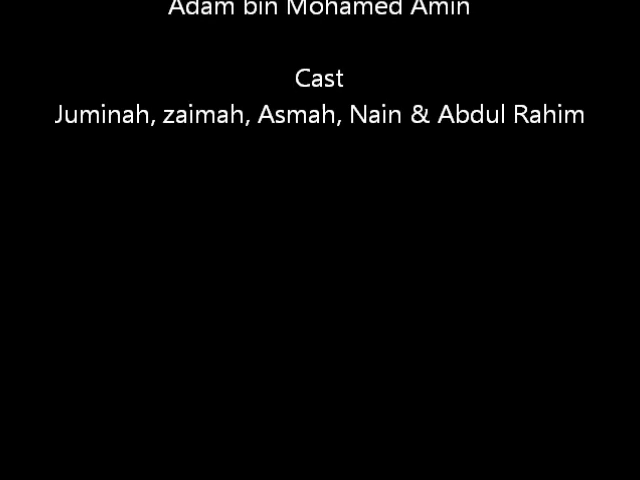 Adam bin Mohamed Amin
Cast
Juminah, zaimah, Asmah, Nain & Abdul Rahim